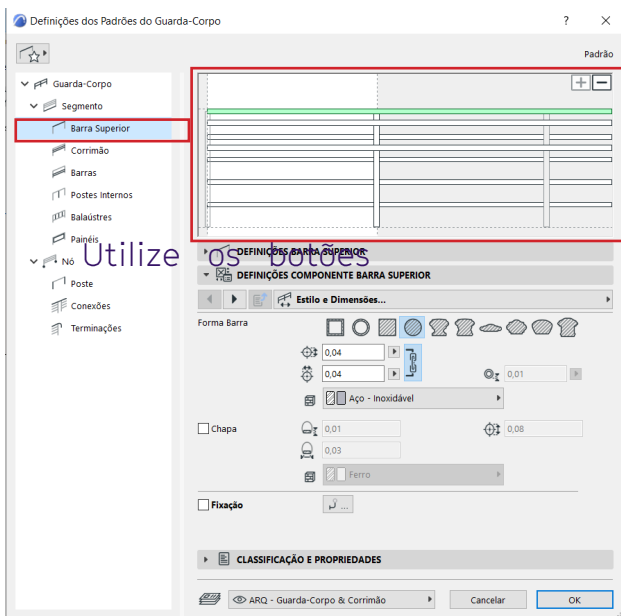 Definições dos Padrões do Guarda-Corpo
?
Padrão
Guarda-Corpo
Segmento
Barra Superior
Corrimão
Barras
Postes Internos
Balaústres
Painéis
Nó
Poste
Conexões
Terminações
Utilize os botões
DEFINIÇÕES BARRA SUPERIOR
DEFINIÇÕES COMPONENTE BARRA SUPERIOR
Estilo e Dimensões...
Forma Barra
0,04
0,04
0,01
Aço - Inoxidável
Chapa
0,01
0,08
0,03
Ferro
Fixação
...
CLASSIFICAÇÃO E PROPRIEDADES
ARQ - Guarda-Corpo & Corrimão
Cancelar
OK